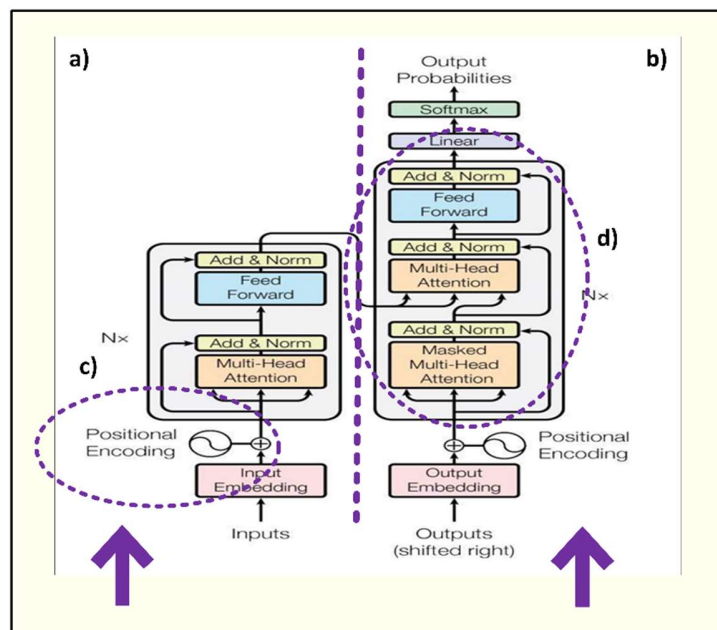 a)
b)
Output
Probabilities
Softmax
Linear
Add & Norm
Feed
Forward
d)
Add & Norm
Multi-Head
Attention
Nx
Add & Norm
Masked
Multi-Head
Attention
Add & Norm
Feed
Forward
Nx
Add & Norm
c)
Multi-Head
Attention
Positional
Encoding
Positional
Encoding
Input
Embedding
Output
Embedding
Inputs
Outputs
(shifted right)